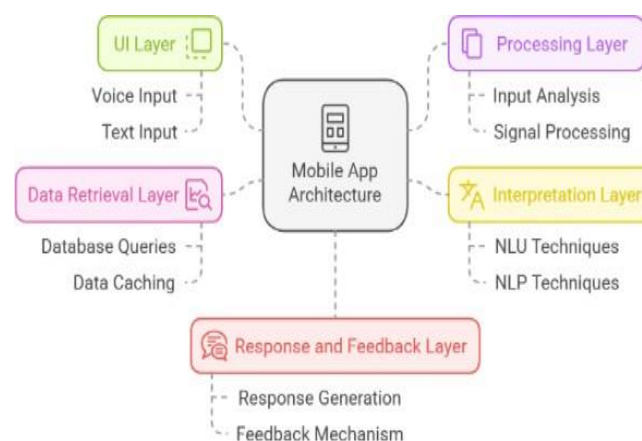 UI Layer
Voice Input
Text Input
Processing Layer
Input Analysis
Signal Processing
Mobile App
Architecture
Data Retrieval Layer
Database Queries
Data Caching
Interpretation Layer
NLU Techniques
NLP Techniques
Response and Feedback Layer
Response Generation
Feedback Mechanism